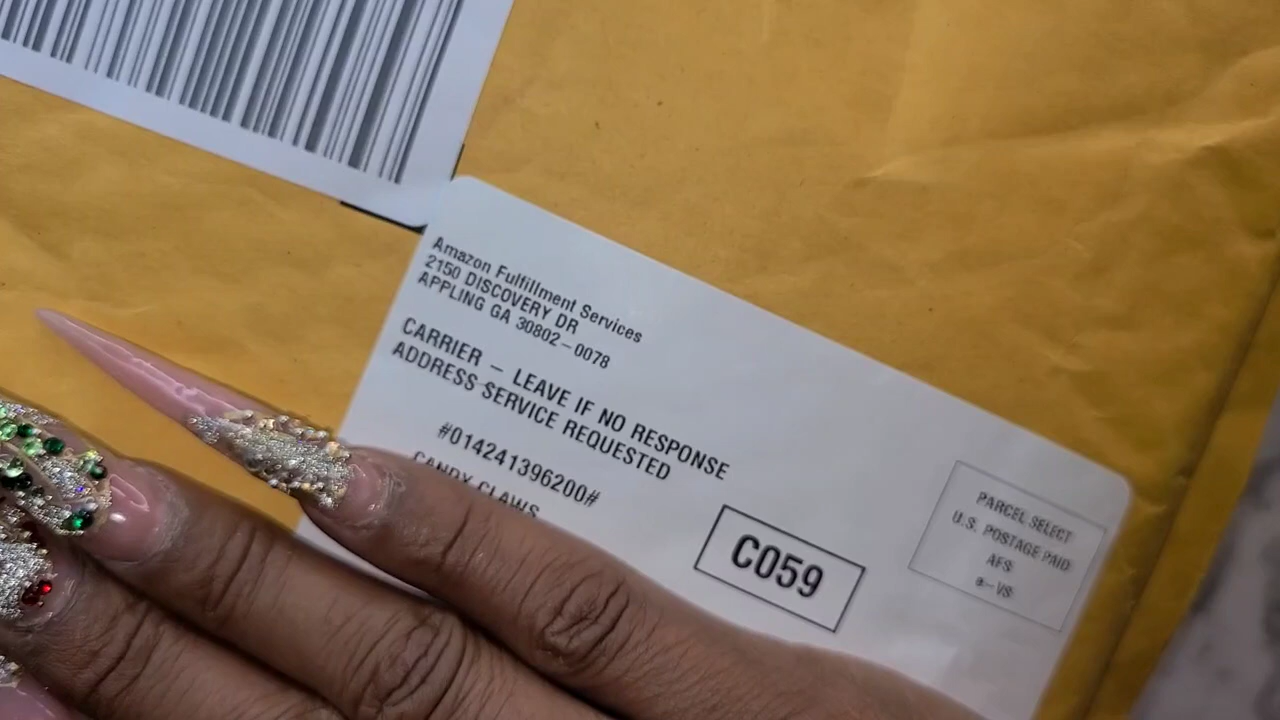 Amazon Fulfillment Services
2150 DISCOVERY DR
APPLING GA 30802-0078
CARRIER – LEAVE IF NO RESPONSE
ADDRESS SERVICE REQUESTED
#014241396200#
CANDY CLAWS
C059
PARCEL SELECT
U.S. POSTAGE PAID
AFS
e-VS